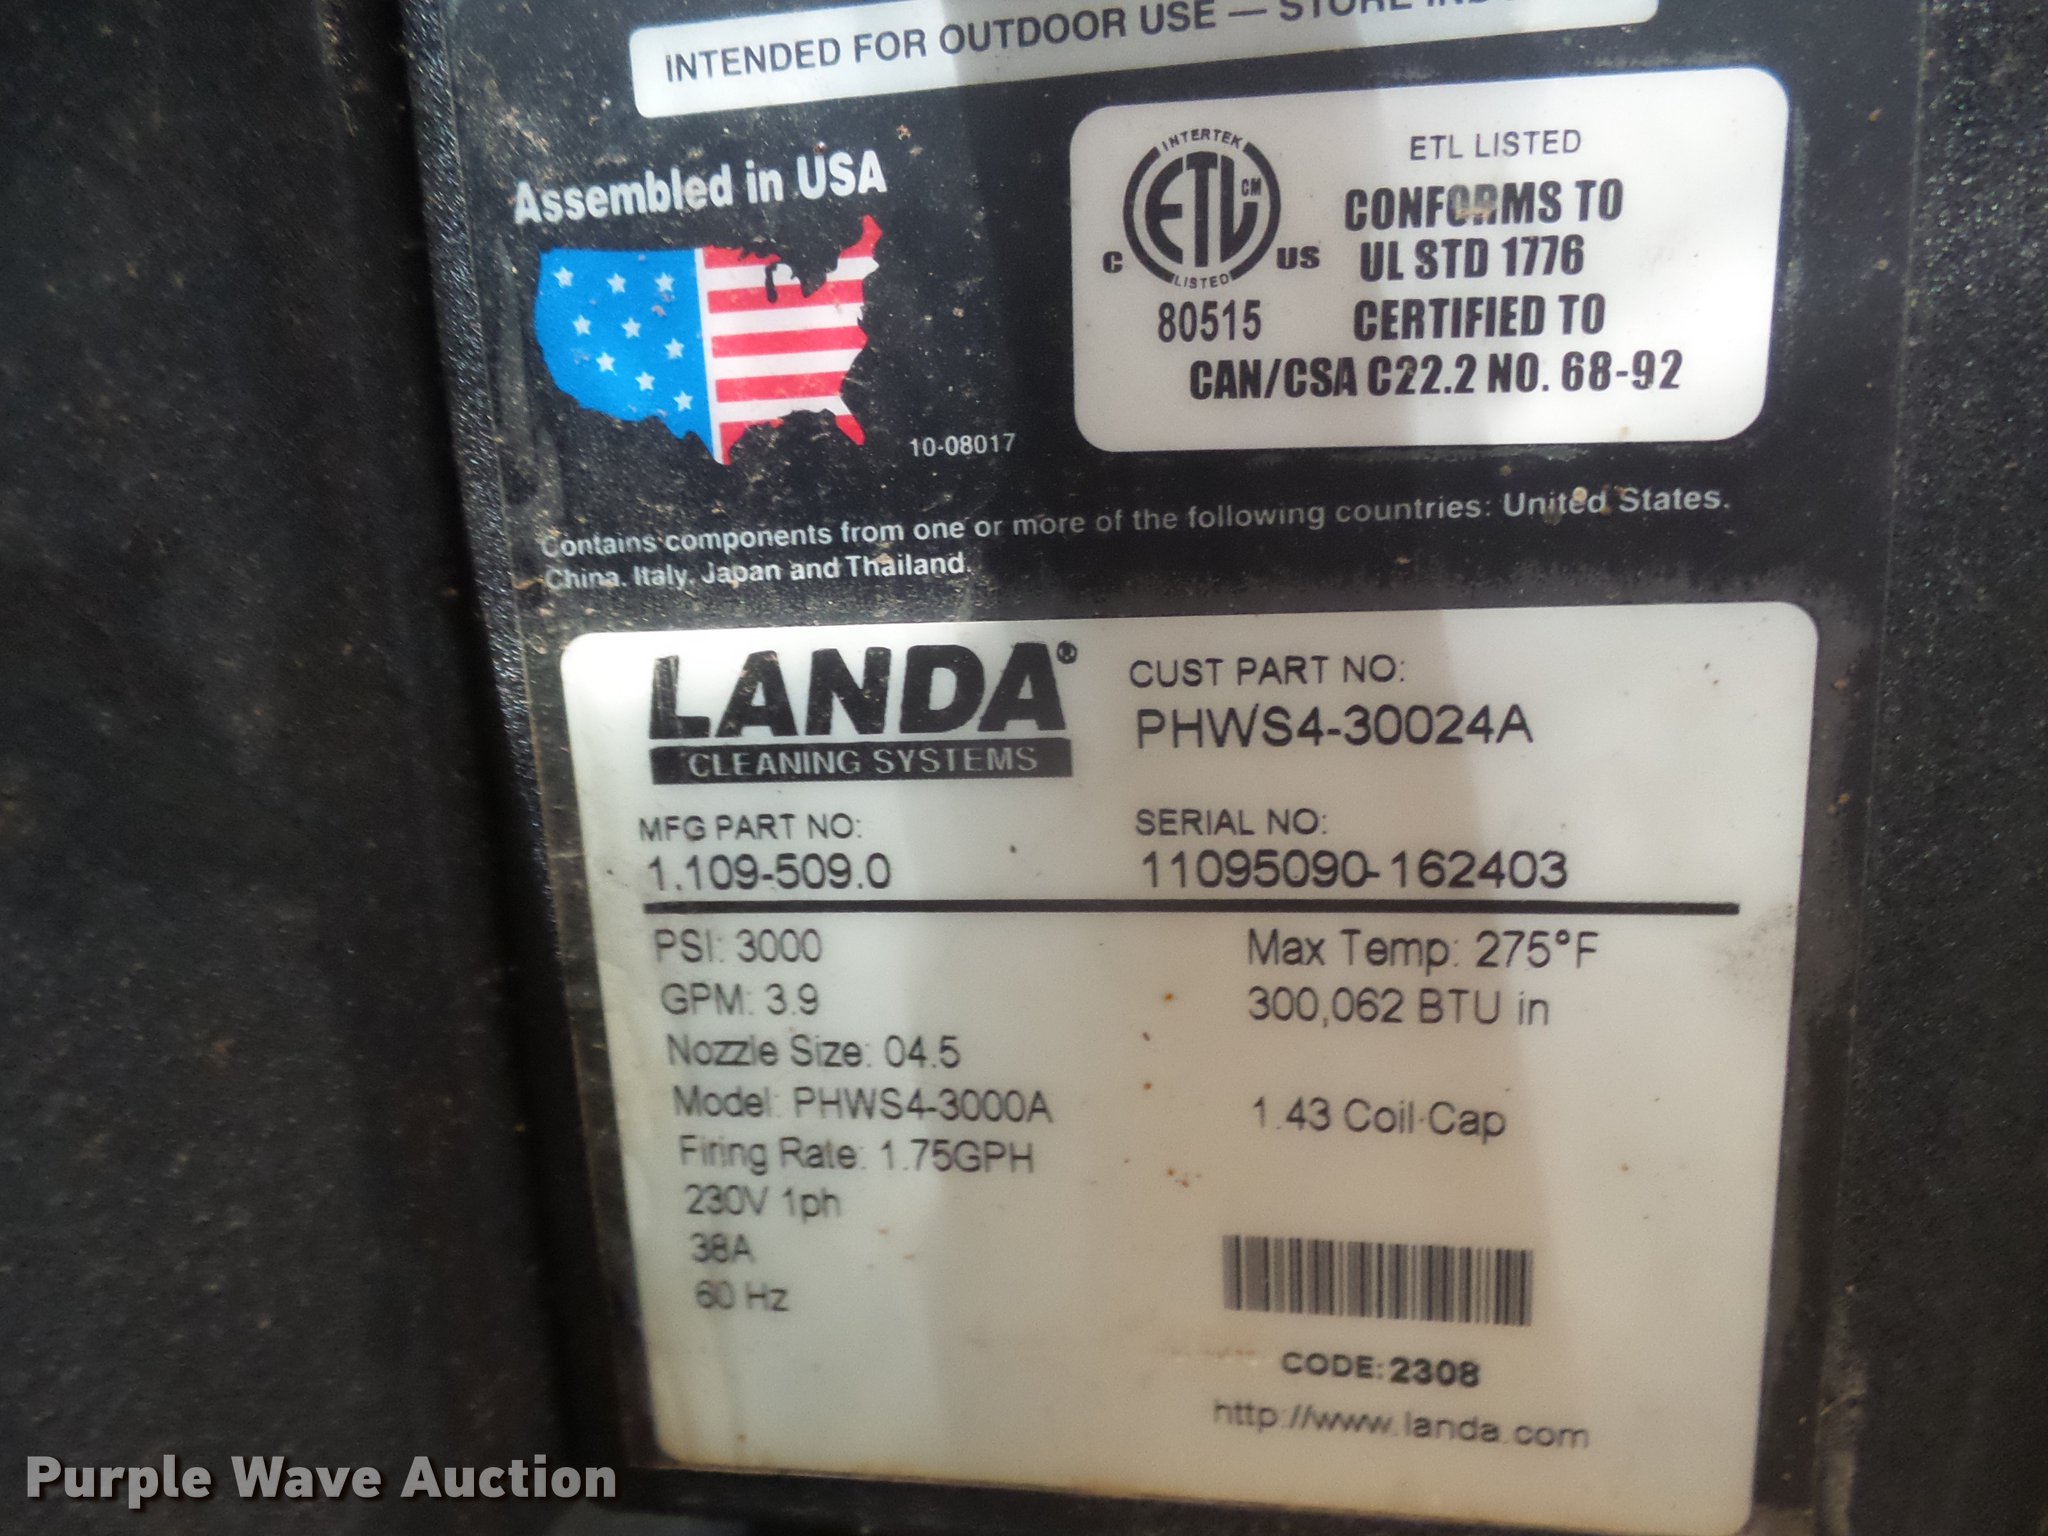 INTENDED FOR OUTDOOR USE — STORE
Assembled in USA
10-08017
INTERTEK
ETL CM
LISTED
C US
80515
ETL LISTED
CONFORMS TO
UL STD 1776
CERTIFIED TO
CAN/CSA C22.2 NO. 68-92
Contains components from one or more of the following countries: United States.
China. Italy. Japan and Thailand.
LANDA®
CLEANING SYSTEMS
CUST PART NO:
PHWS4-30024A
MFG PART NO:
1.109-509.0
SERIAL NO:
11095090-162403
PSI: 3000
GPM: 3.9
Nozzle Size: 04.5
Model: PHWS4-3000A
Firing Rate: 1.75GPH
230V 1ph
38A
60 Hz
Max Temp: 275°F
300,062 BTU in
1.43 Coil Cap
CODE:2308
http://www.landa.com
Purple Wave Auction